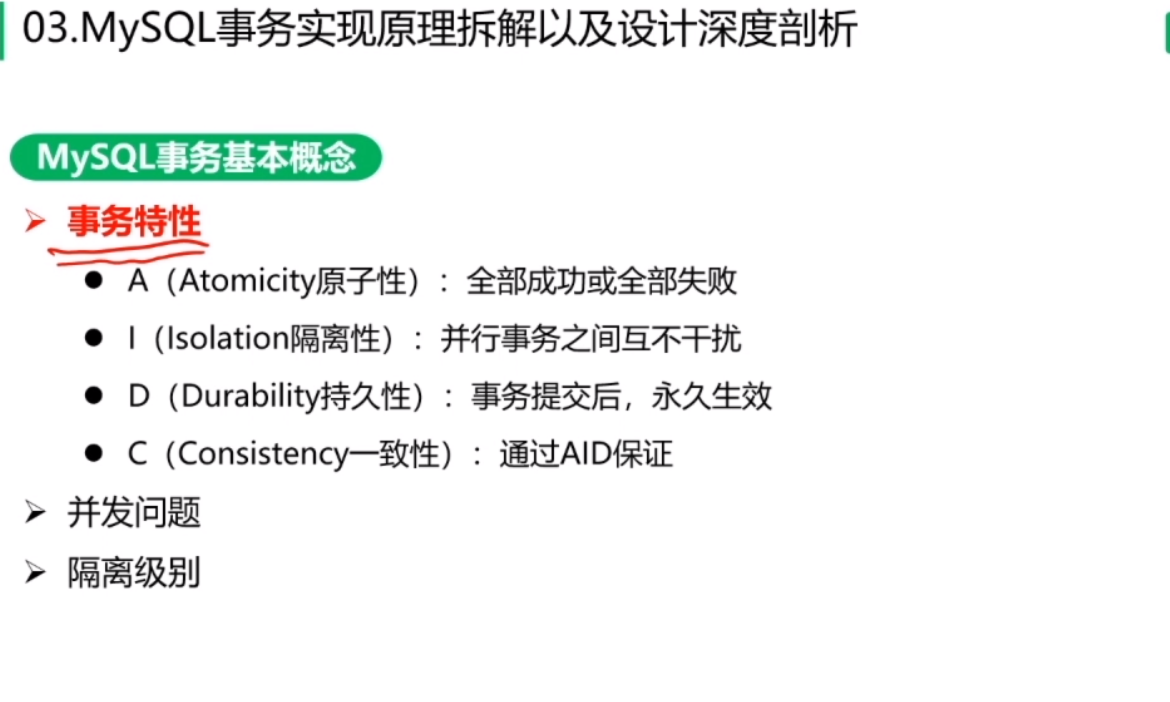 03.MySQL事务实现原理拆解以及设计深度剖析
MySQL事务基本概念
➢ 事务特性
● A（Atomicity原子性）：全部成功或全部失败
● I（Isolation隔离性）：并行事务之间互不干扰
● D（Durability持久性）：事务提交后，永久生效
● C（Consistency一致性）：通过AID保证
➢ 并发问题
➢ 隔离级别